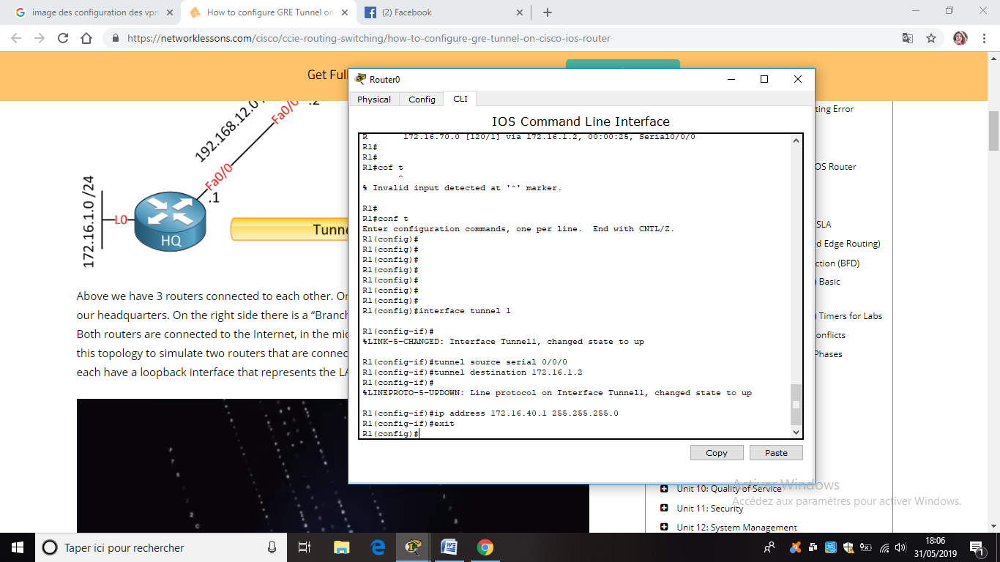 image des configuration des vpn
How to configure GRE Tunnel on
(2) Facebook
https://networklessons.com/cisco/ccie-routing-switching/how-to-configure-gre-tunnel-on-cisco-ios-router
Get Full
192.168.12.0
Fa0/0
.2
Fa0/0
.1
172.16.1.0 /24
L0
HQ
Tunne
Above we have 3 routers connected to each other. On
our headquarters. On the right side there is a “Branch
Both routers are connected to the Internet, in the mid
this topology to simulate two routers that are connec
each have a loopback interface that represents the LA
Router0
Physical
Config
CLI
IOS Command Line Interface
R 172.16.70.0 [120/1] via 172.16.1.2, 00:00:25, Serial0/0/0
R1#
R1#
R1#cof t
^
% Invalid input detected at '^' marker.
R1#
R1#conf t
Enter configuration commands, one per line. End with CNTL/Z.
R1(config)#
R1(config)#
R1(config)#
R1(config)#
R1(config)#
R1(config)#
R1(config)#
R1(config)#interface tunnel 1
R1(config-if)#
%LINK-5-CHANGED: Interface Tunnel1, changed state to up
R1(config-if)#tunnel source serial 0/0/0
R1(config-if)#tunnel destination 172.16.1.2
R1(config-if)#
%LINEPROTO-5-UPDOWN: Line protocol on Interface Tunnel1, changed state to up
R1(config-if)#ip address 172.16.40.1 255.255.255.0
R1(config-if)#exit
R1(config)#
Copy
Paste
ting Error
OS Router
SLA
d Edge Routing)
ction (BFD)
) Basic
) Timers for Labs
onflicts
Phases
Unit 10: Quality of Service
Unit 11: Security
Unit 12: System Management
Activer Windows
Accédez aux paramètres pour activer Windows.
Taper ici pour rechercher
18:06
31/05/2019
1